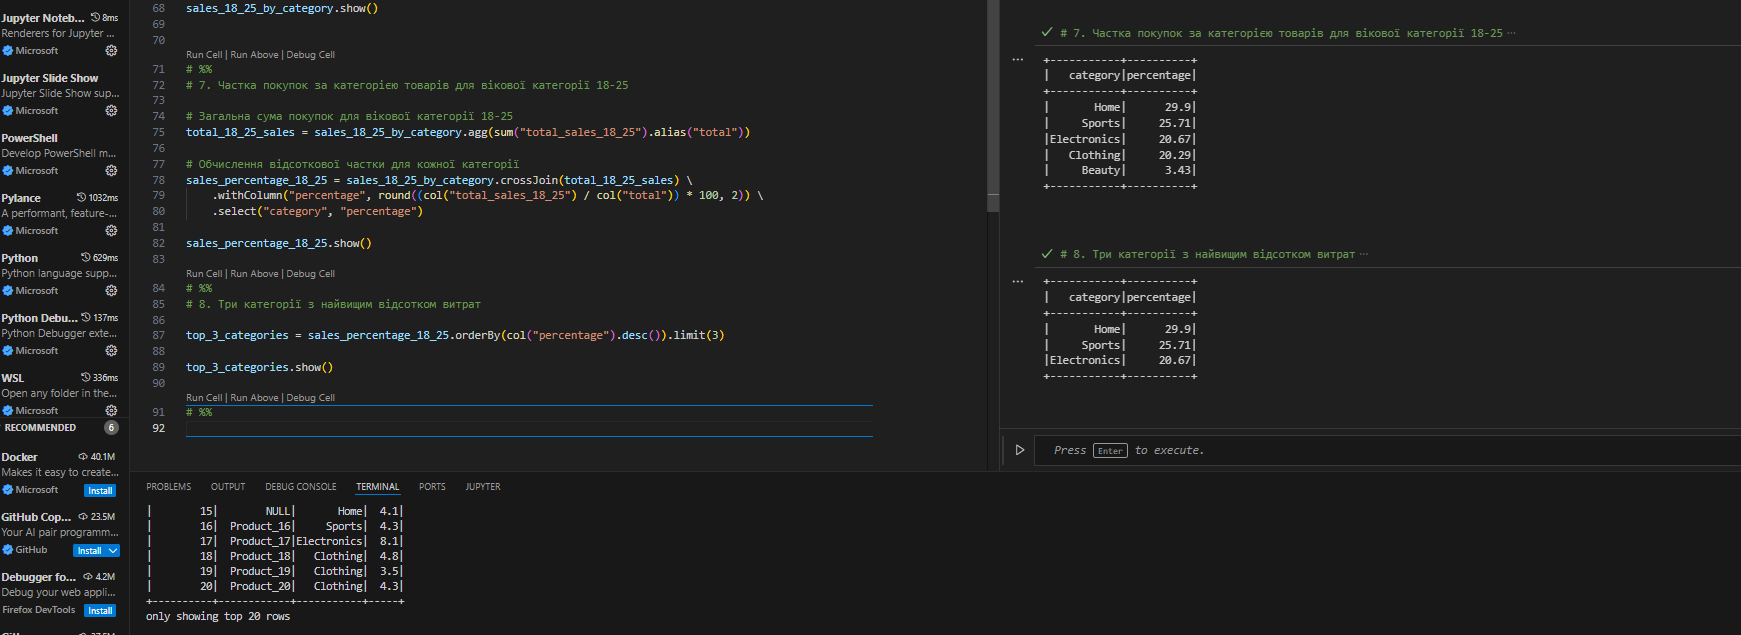 Jupyter Noteb... 8ms
Renderers for Jupyter ...
Microsoft
Jupyter Slide Show
Jupyter Slide Show sup...
Microsoft
PowerShell
Develop PowerShell m...
Microsoft
Pylance 1032ms
A performant, feature-...
Microsoft
Python 629ms
Python language supp...
Microsoft
Python Debu... 137ms
Python Debugger exte...
Microsoft
WSL 336ms
Open any folder in the...
Microsoft
RECOMMENDED 6
Docker 40.1M
Makes it easy to create...
Microsoft Install
GitHub Cop... 23.5M
Your AI pair programm...
GitHub Install
Debugger fo... 4.2M
Debug your web appli...
Firefox DevTools Install
68 sales_18_25_by_category.show()
69
70
Run Cell | Run Above | Debug Cell
71 # %%
72 # 7. Частка покупок за категорією товарів для вікової категорії 18-25
73
74 # Загальна сума покупок для вікової категорії 18-25
75 total_18_25_sales = sales_18_25_by_category.agg(sum("total_sales_18_25").alias("total"))
76
77 # Обчислення відсоткової частки для кожної категорії
78 sales_percentage_18_25 = sales_18_25_by_category.crossJoin(total_18_25_sales) \
79 .withColumn("percentage", round((col("total_sales_18_25") / col("total")) * 100, 2)) \
80 .select("category", "percentage")
81
82 sales_percentage_18_25.show()
83
Run Cell | Run Above | Debug Cell
84 # %%
85 # 8. Три категорії з найвищим відсотком витрат
86
87 top_3_categories = sales_percentage_18_25.orderBy(col("percentage").desc()).limit(3)
88
89 top_3_categories.show()
90
Run Cell | Run Above | Debug Cell
91 # %%
92
# 7. Частка покупок за категорією товарів для вікової категорії 18-25 ...
+-----------+----------+
|   category|percentage|
+-----------+----------+
|       Home|      29.9|
|     Sports|     25.71|
|Electronics|     20.67|
|   Clothing|     20.29|
|     Beauty|      3.43|
+-----------+----------+
# 8. Три категорії з найвищим відсотком витрат ...
+-----------+----------+
|   category|percentage|
+-----------+----------+
|       Home|      29.9|
|     Sports|     25.71|
|Electronics|     20.67|
+-----------+----------+
Press Enter to execute.
PROBLEMS OUTPUT DEBUG CONSOLE TERMINAL PORTS JUPYTER
|        15|       NULL|       Home|  4.1|
|        16| Product_16|     Sports|  4.3|
|        17| Product_17|Electronics|  8.1|
|        18| Product_18|   Clothing|  4.8|
|        19| Product_19|   Clothing|  3.5|
|        20| Product_20|   Clothing|  4.3|
+----------+-----------+-----------+-----+
only showing top 20 rows